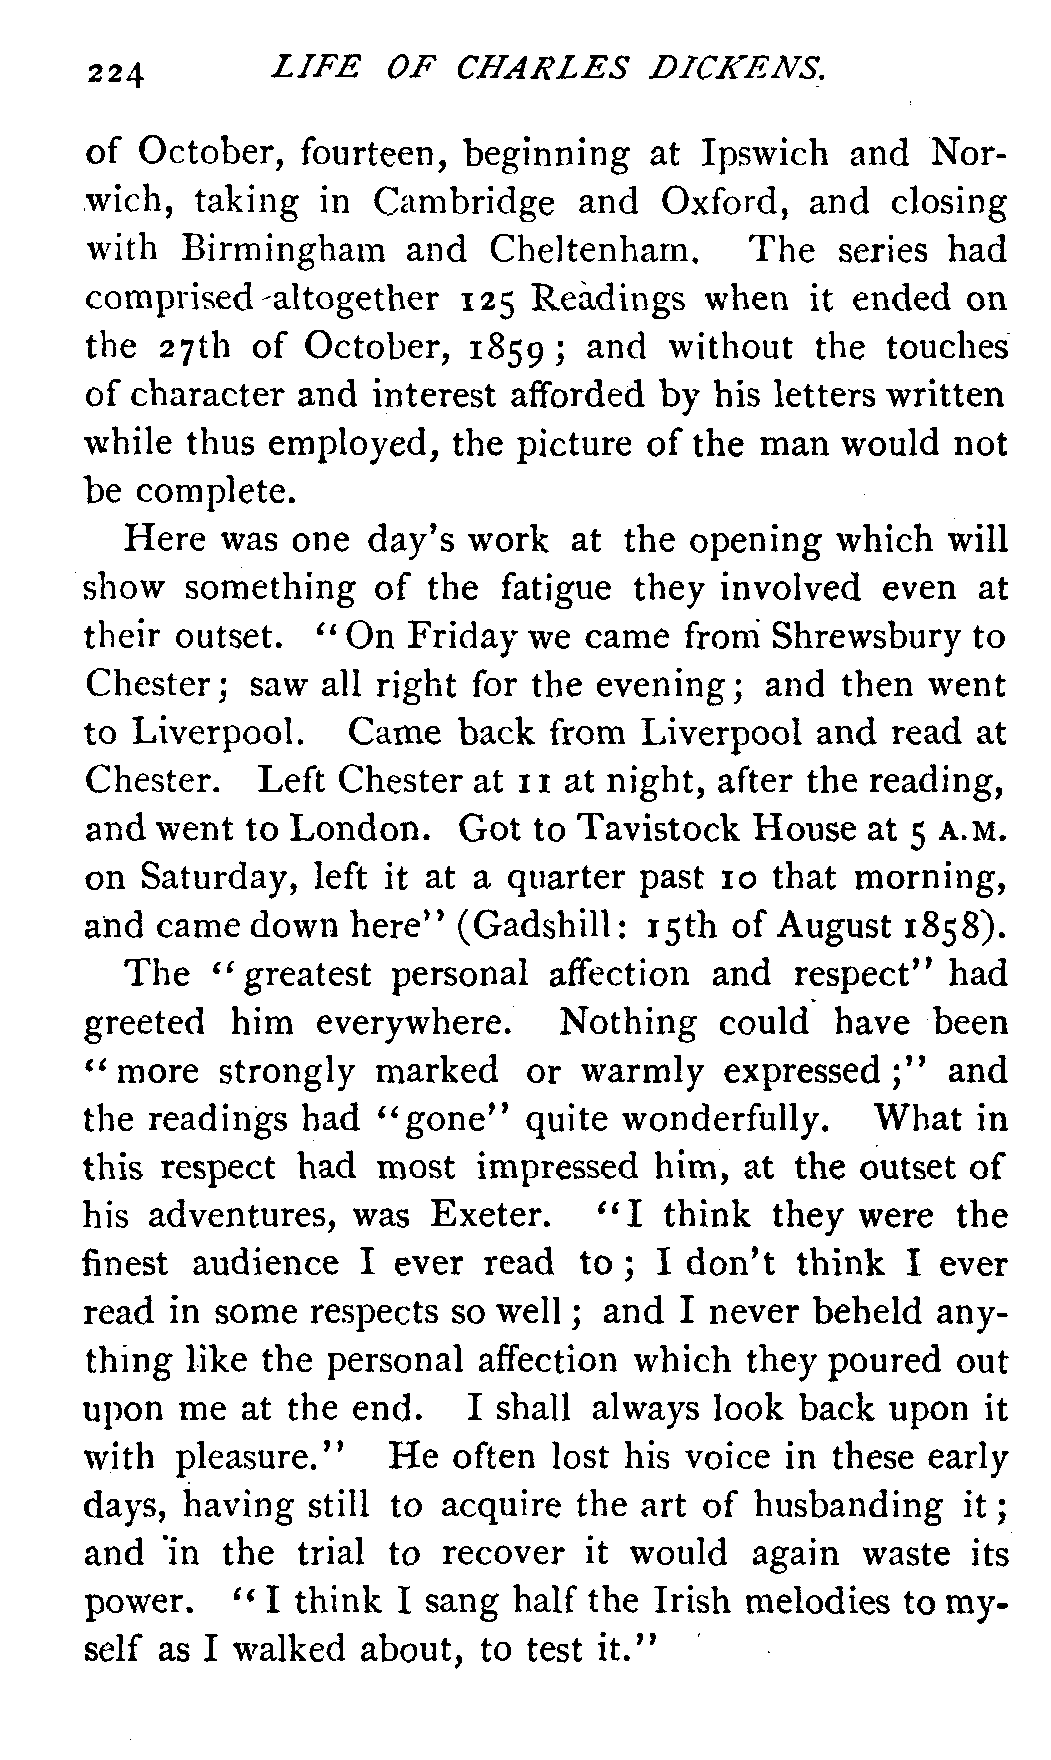 224 LIFE OF CHARLES DICKENS.
of October, fourteen, beginning at Ipswich and Nor-
wich, taking in Cambridge and Oxford, and closing
with Birmingham and Cheltenham. The series had
comprised altogether 125 Readings when it ended on
the 27th of October, 1859 ; and without the touches
of character and interest afforded by his letters written
while thus employed, the picture of the man would not
be complete.
Here was one day's work at the opening which will
show something of the fatigue they involved even at
their outset. "On Friday we came from Shrewsbury to
Chester; saw all right for the evening; and then went
to Liverpool. Came back from Liverpool and read at
Chester. Left Chester at 11 at night, after the reading,
and went to London. Got to Tavistock House at 5 A.M.
on Saturday, left it at a quarter past 10 that morning,
and came down here" (Gadshill: 15th of August 1858).
The "greatest personal affection and respect" had
greeted him everywhere. Nothing could have been
"more strongly marked or warmly expressed ;" and
the readings had "gone" quite wonderfully. What in
this respect had most impressed him, at the outset of
his adventures, was Exeter. "I think they were the
finest audience I ever read to ; I don't think I ever
read in some respects so well ; and I never beheld any-
thing like the personal affection which they poured out
upon me at the end. I shall always look back upon it
with pleasure." He often lost his voice in these early
days, having still to acquire the art of husbanding it ;
and in the trial to recover it would again waste its
power. "I think I sang half the Irish melodies to my-
self as I walked about, to test it."